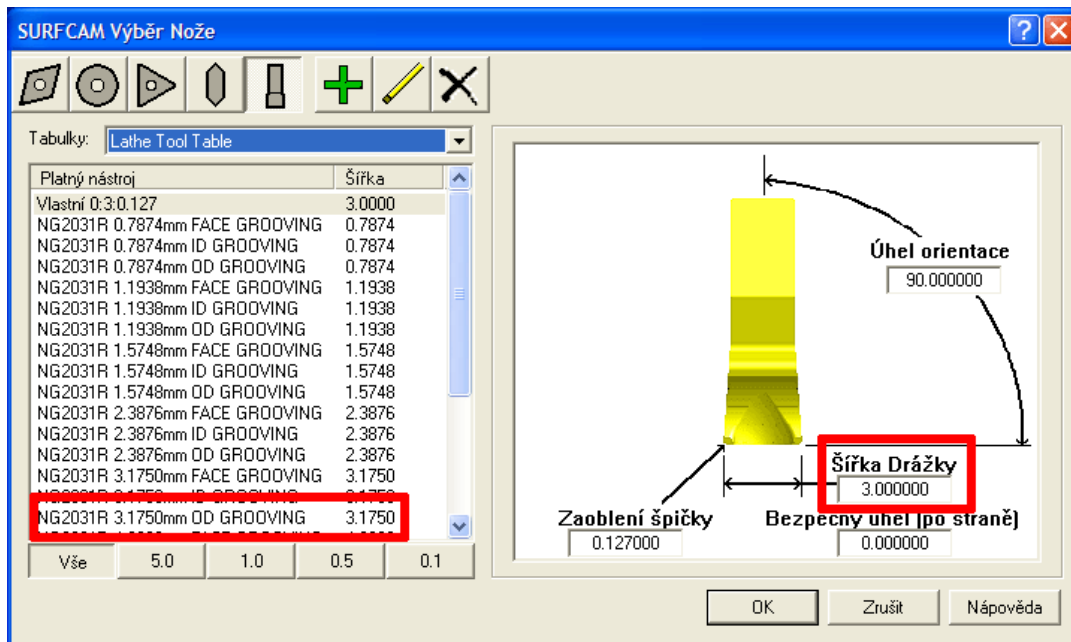 SURFCAM Výběr Nože
Tabulky: Lathe Tool Table
Platný nástroj Šířka
Vlastní 0:3:0.127 3.0000
NG2031R 0.7874mm FACE GROOVING 0.7874
NG2031R 0.7874mm ID GROOVING 0.7874
NG2031R 0.7874mm OD GROOVING 0.7874
NG2031R 1.1938mm FACE GROOVING 1.1938
NG2031R 1.1938mm ID GROOVING 1.1938
NG2031R 1.1938mm OD GROOVING 1.1938
NG2031R 1.5748mm FACE GROOVING 1.5748
NG2031R 1.5748mm ID GROOVING 1.5748
NG2031R 1.5748mm OD GROOVING 1.5748
NG2031R 2.3876mm FACE GROOVING 2.3876
NG2031R 2.3876mm ID GROOVING 2.3876
NG2031R 2.3876mm OD GROOVING 2.3876
NG2031R 3.1750mm FACE GROOVING 3.1750
NG2031R 3.1750mm OD GROOVING 3.1750
Vše 5.0 1.0 0.5 0.1
Úhel orientace
90.000000
Šířka Drážky
3.000000
Zaoblení špičky
0.127000
Bezpečný úhel (po straně)
0.000000
OK Zrušit Nápověda